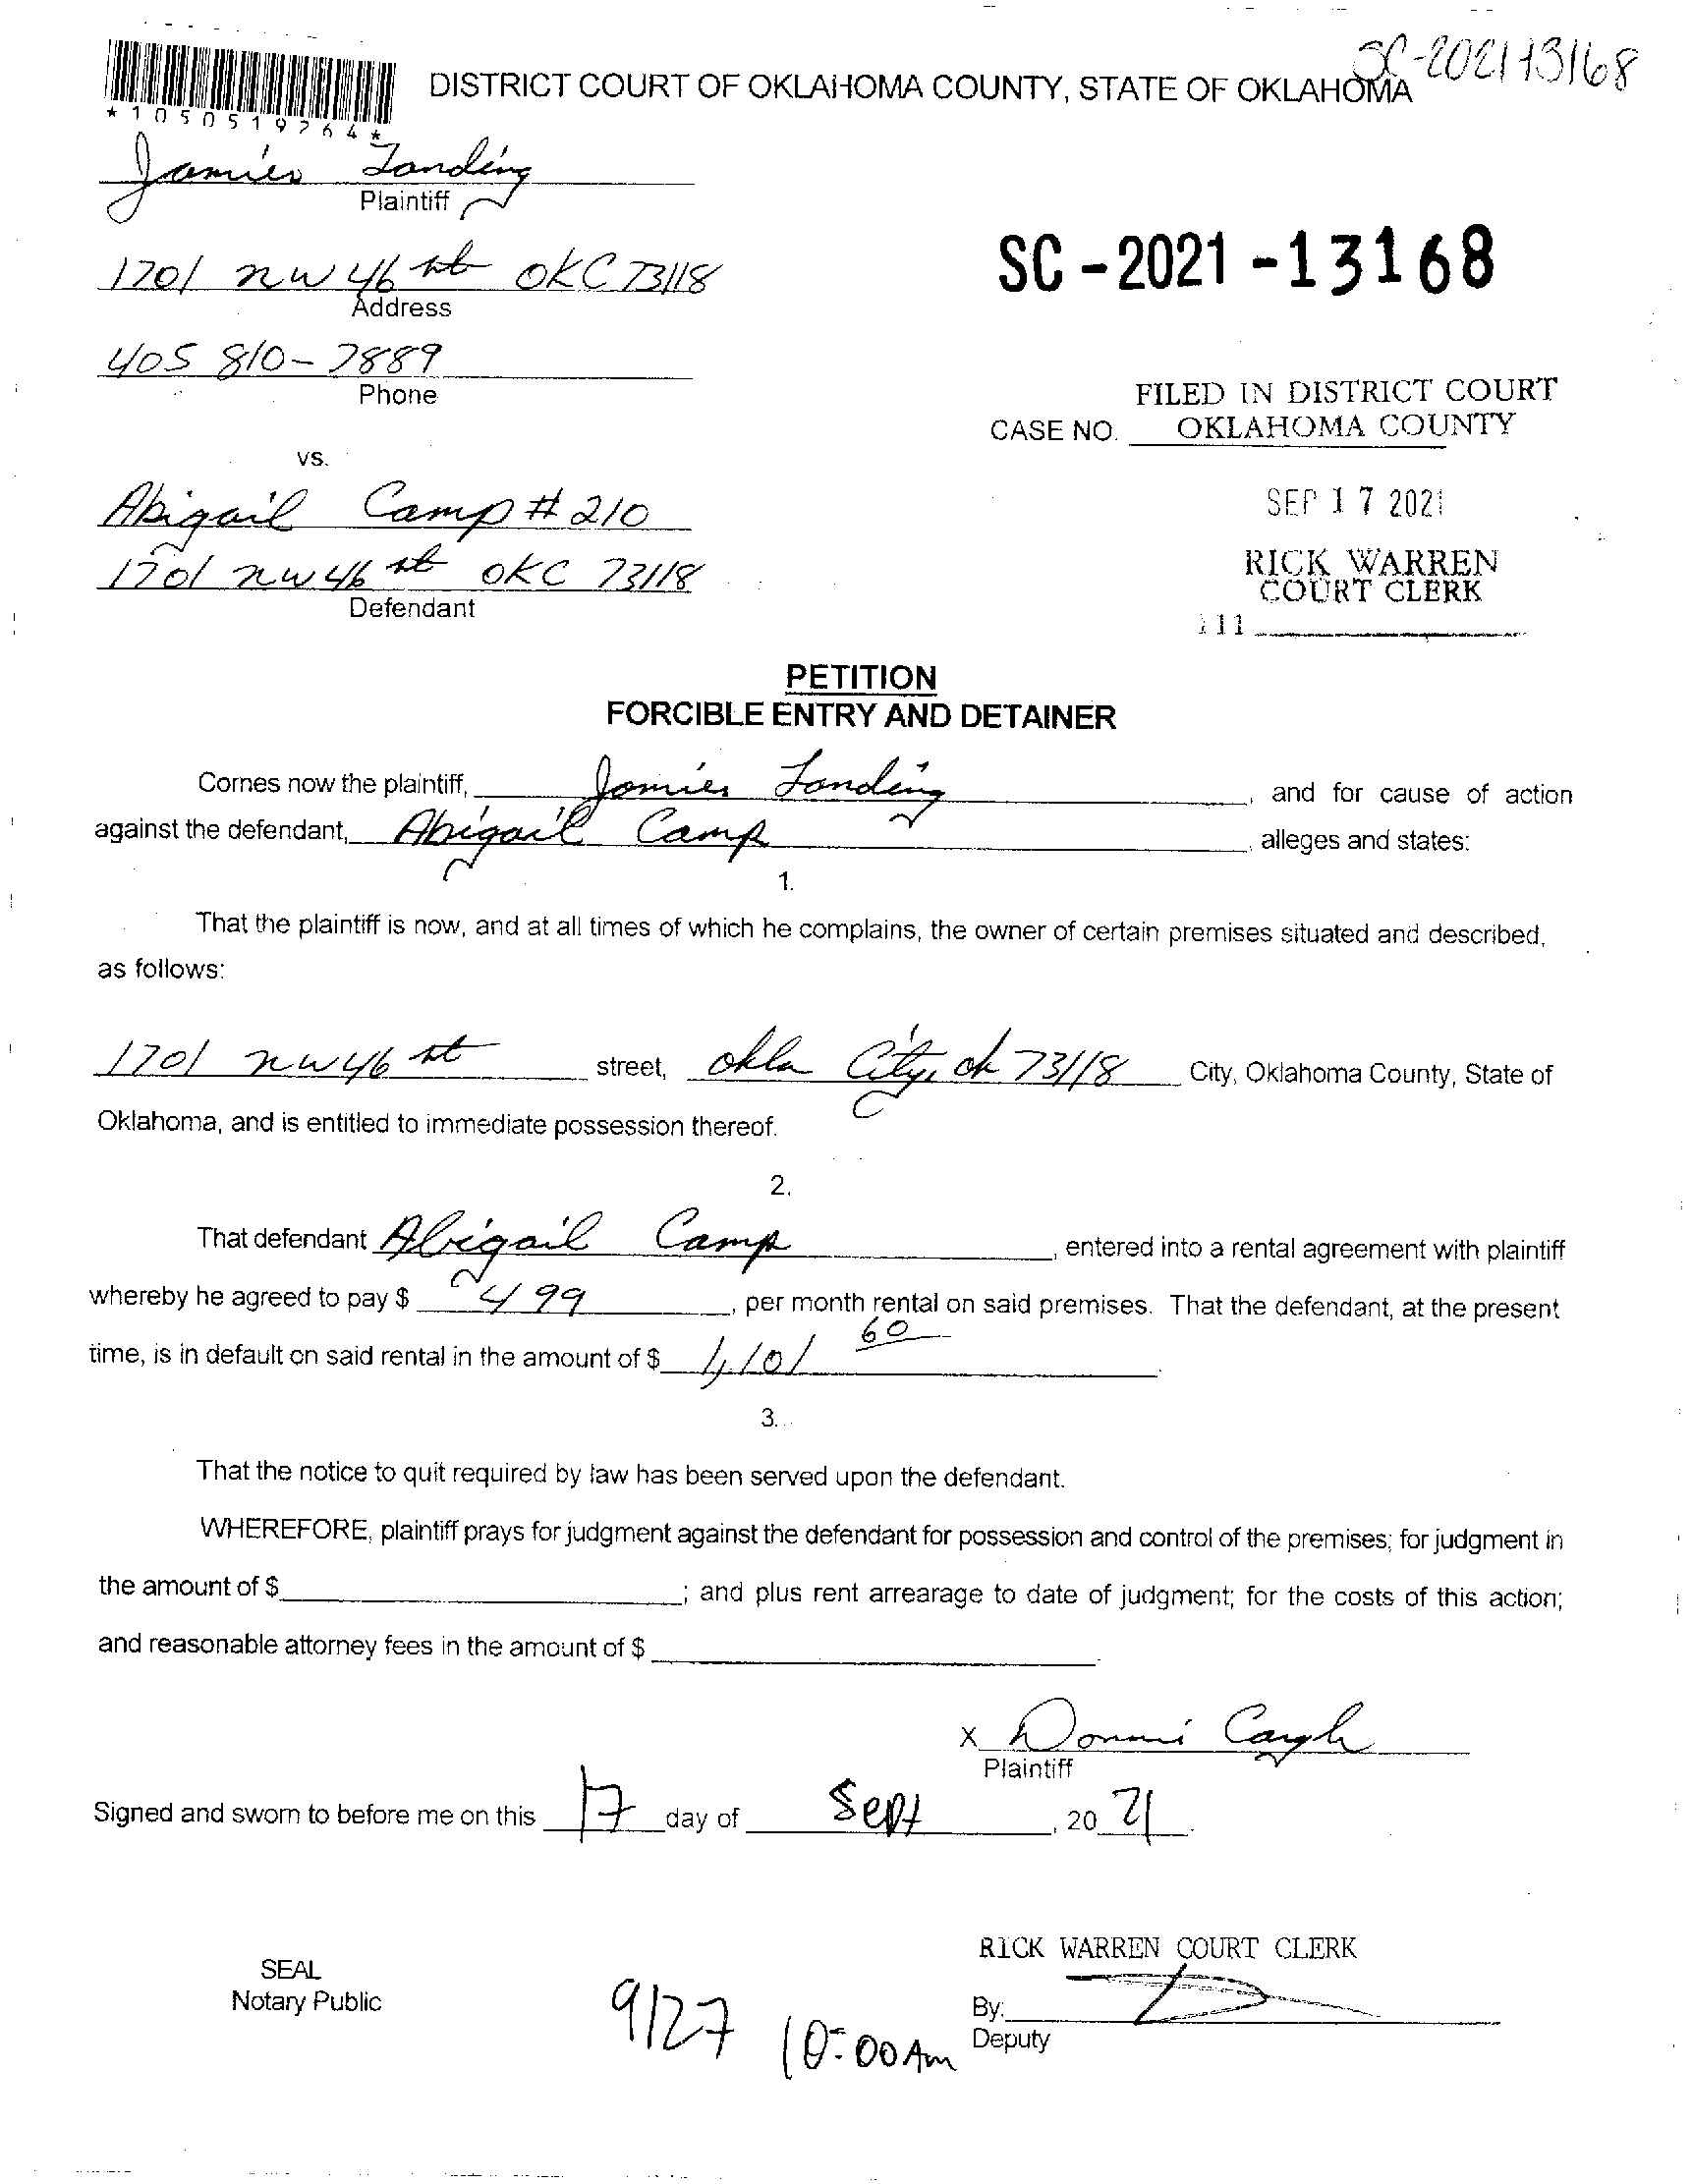 SC-2021-13168
DISTRICT COURT OF OKLAHOMA COUNTY, STATE OF OKLAHOMA
*1050519264*
Jamies Landing
Plaintiff
1701 nw 46 st OKC 73118
Address
SC-2021-13168
405 810-7889
Phone
FILED IN DISTRICT COURT
CASE NO. OKLAHOMA COUNTY
vs.
Abigail Camp # 210
SEP 17 2021
1701 nw 46 st OKC 73118
Defendant
RICK WARREN
COURT CLERK
111
PETITION
FORCIBLE ENTRY AND DETAINER
Comes now the plaintiff, Jamies Landing, and for cause of action
against the defendant, Abigail Camp, alleges and states:
1.
That the plaintiff is now, and at all times of which he complains, the owner of certain premises situated and described,
as follows:
1701 nw 46 st street, okla City, ok 73118 City, Oklahoma County, State of
Oklahoma, and is entitled to immediate possession thereof.
2.
That defendant Abigail Camp, entered into a rental agreement with plaintiff
whereby he agreed to pay $ 499, per month rental on said premises. That the defendant, at the present
time, is in default on said rental in the amount of $ 1,101 60.
3.
That the notice to quit required by law has been served upon the defendant.
WHEREFORE, plaintiff prays for judgment against the defendant for possession and control of the premises; for judgment in
the amount of $ ; and plus rent arrearage to date of judgment; for the costs of this action;
and reasonable attorney fees in the amount of $ .
x Donni
Plaintiff
Signed and sworn to before me on this 17 day of Sept, 20 21.
RICK WARREN COURT CLERK
SEAL
Notary Public
By:
Deputy
9/27 10:00 Am